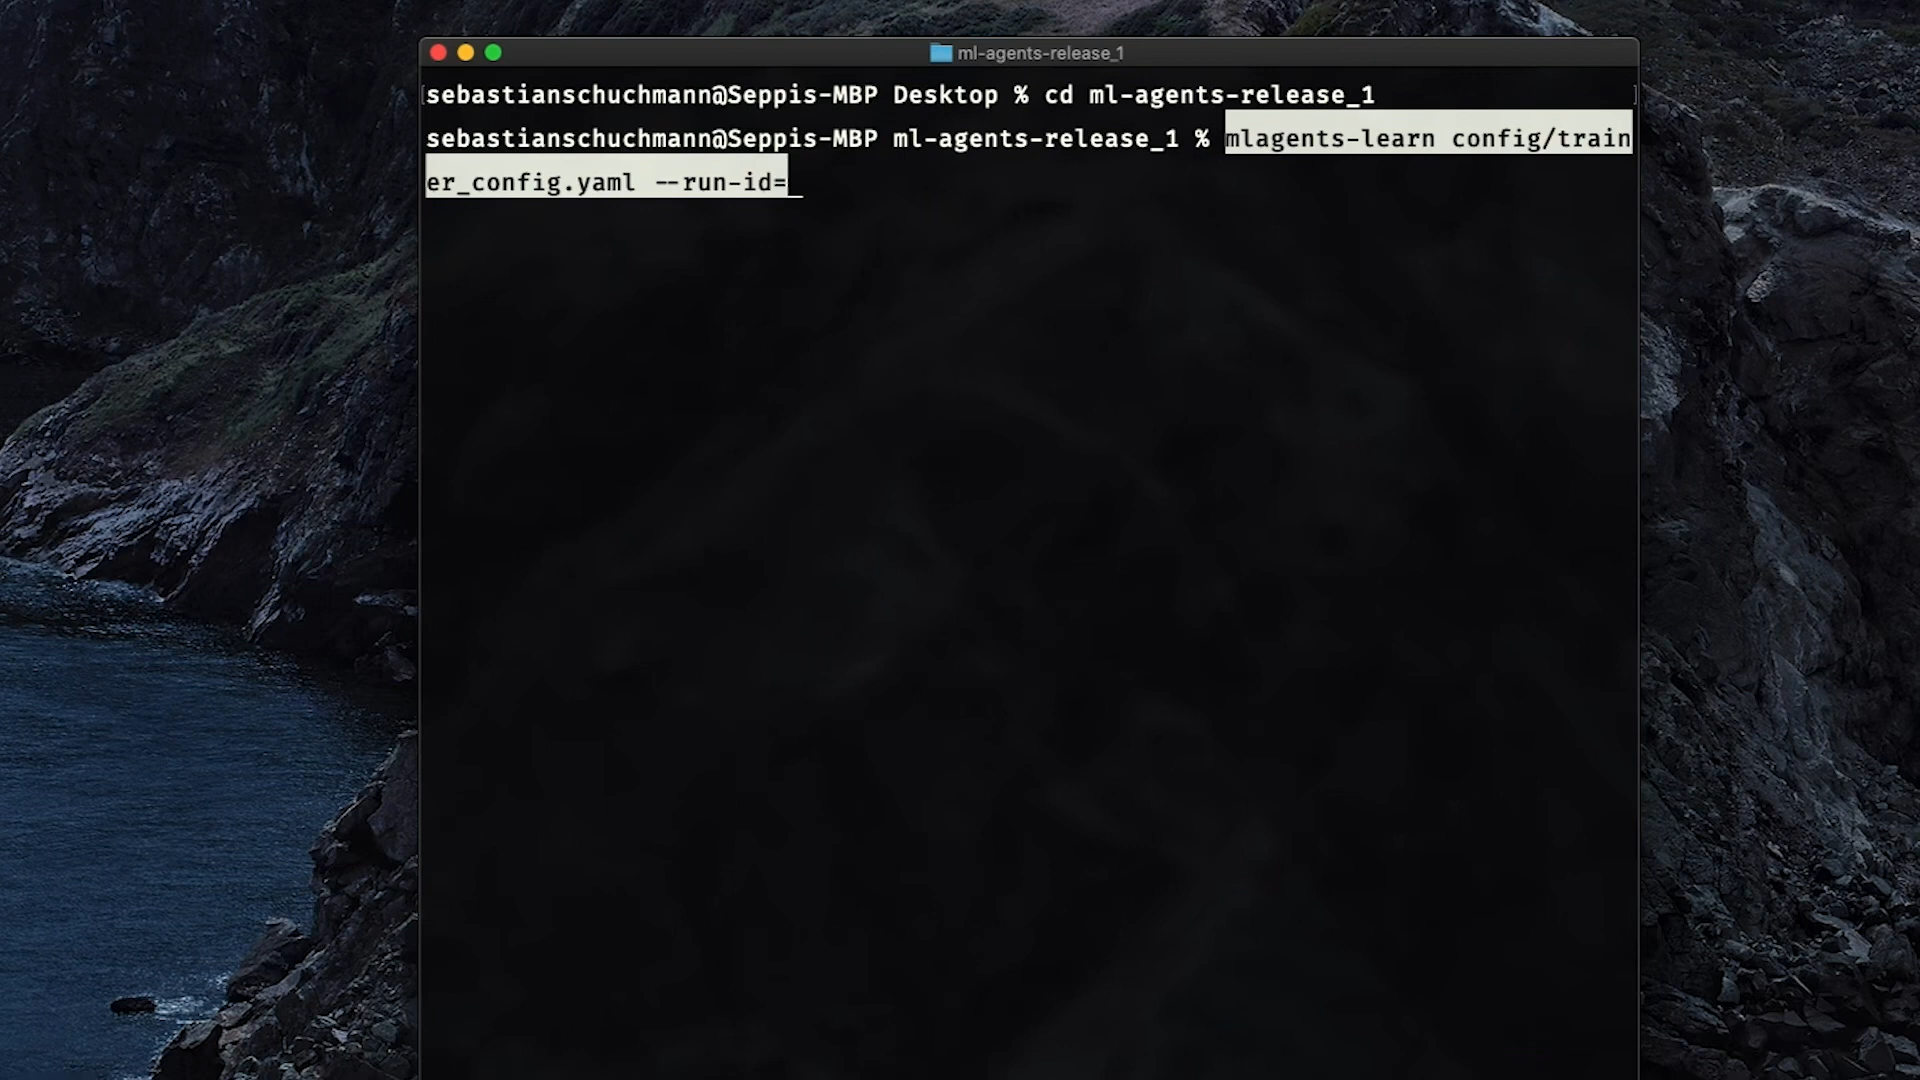 ml-agents-release_1
sebastianschuchmann@Seppis-MBP Desktop % cd ml-agents-release_1
sebastianschuchmann@Seppis-MBP ml-agents-release_1 % mlagents-learn config/train
er_config.yaml --run-id=_